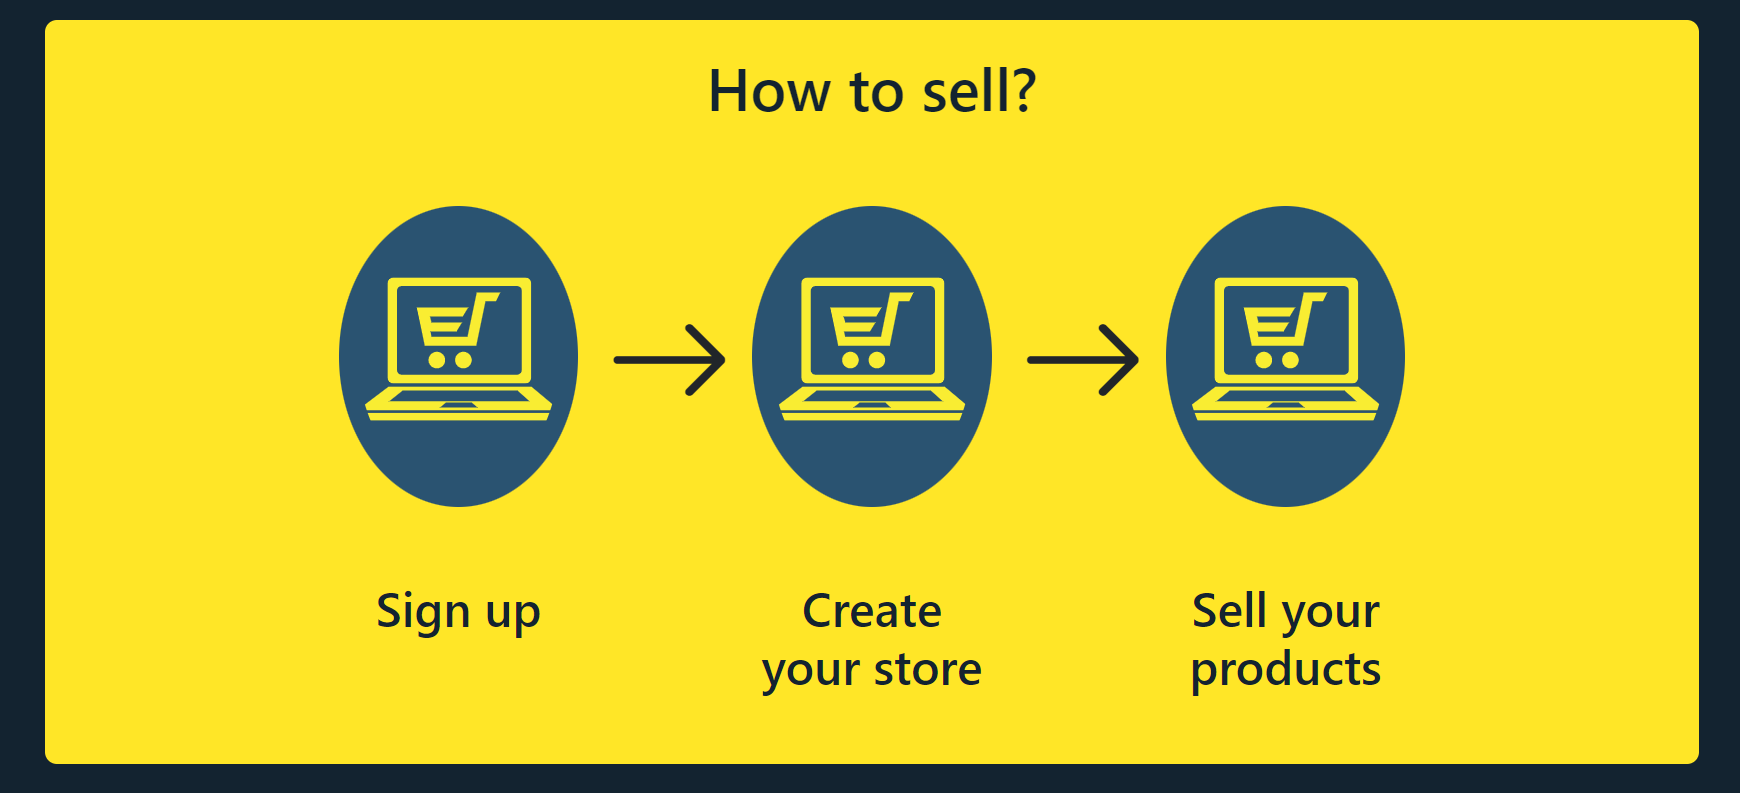 How to sell?
Sign up
Create
your store
Sell your
products